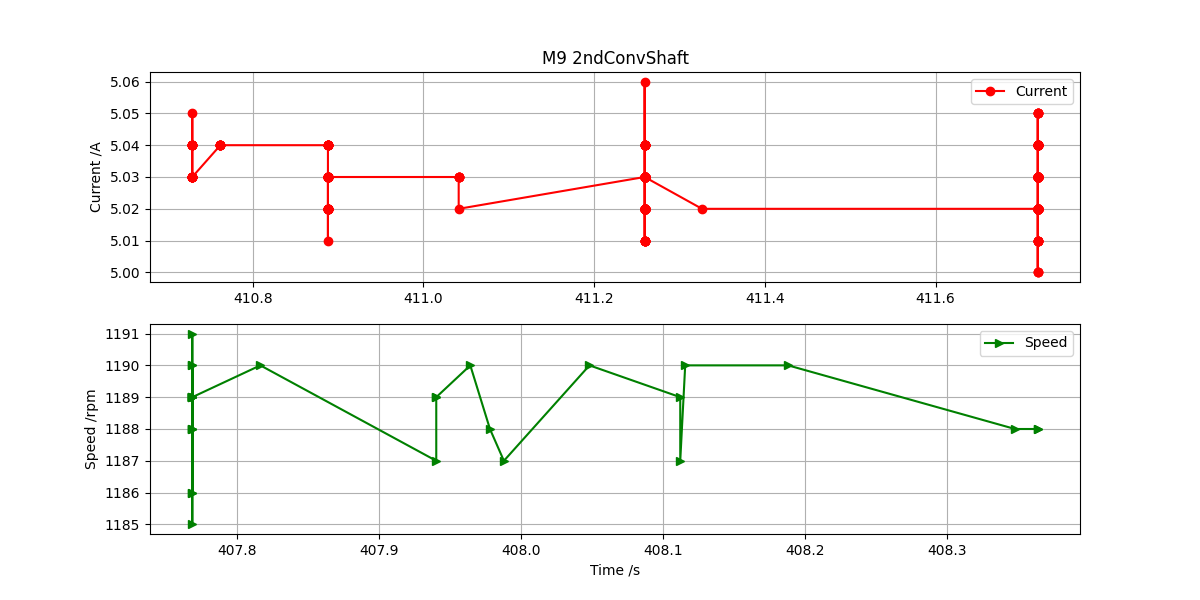 M9 2ndConvShaft
5.06
5.05
5.04
5.03
5.02
5.01
5.00
Current /A
Current
410.8 411.0 411.2 411.4 411.6
1191
1190
1189
1188
1187
1186
1185
Speed /rpm
Speed
407.8 407.9 408.0 408.1 408.2 408.3
Time /s